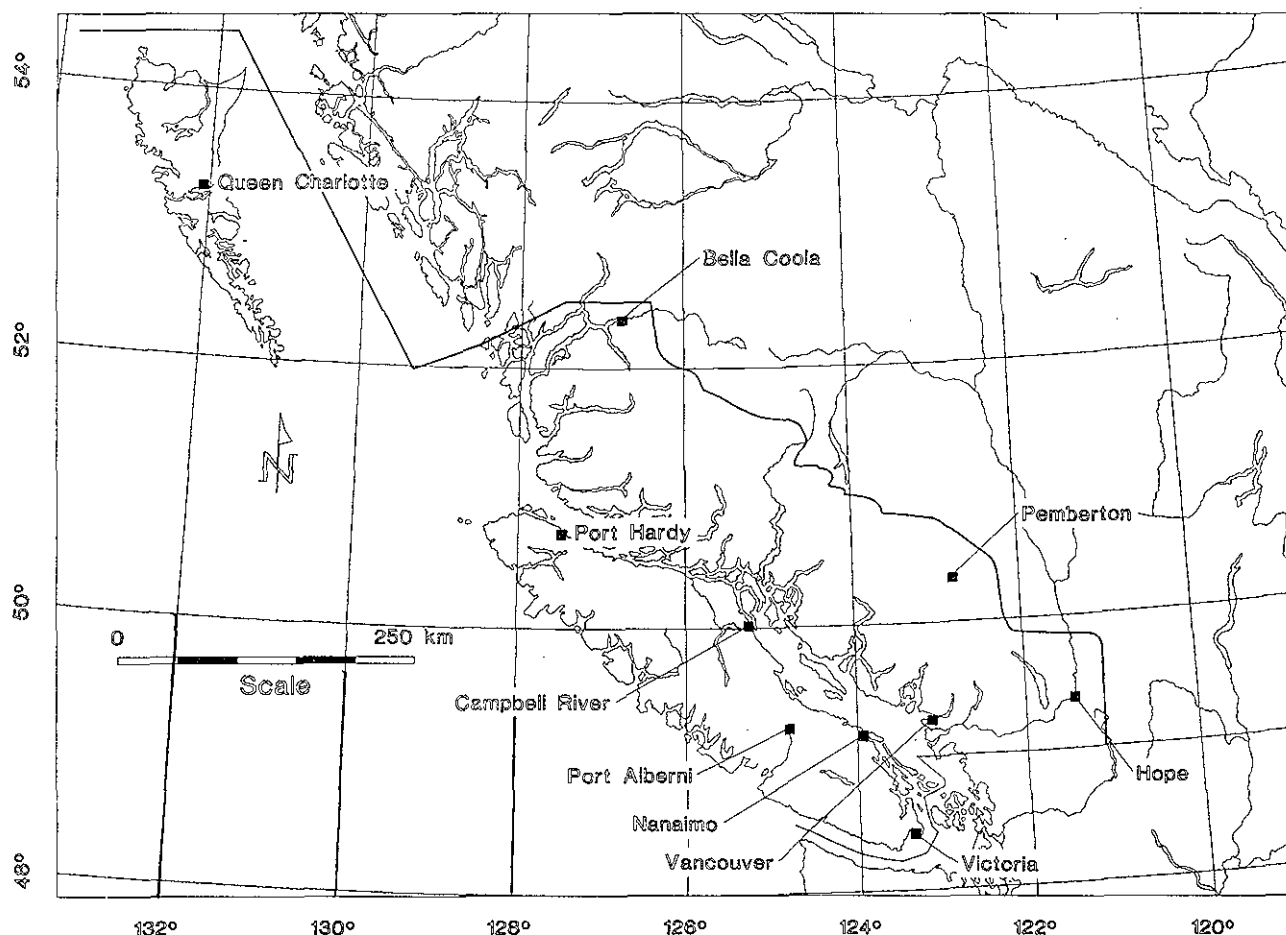 54°
Queen Charlotte
Bella Coola
52°
N
Port Hardy
Pemberton
50°
0 250 km
Scale
Campbell River
Port Alberni
Hope
Nanaimo
Vancouver
Victoria
48°
132° 130° 128° 126° 124° 122° 120°